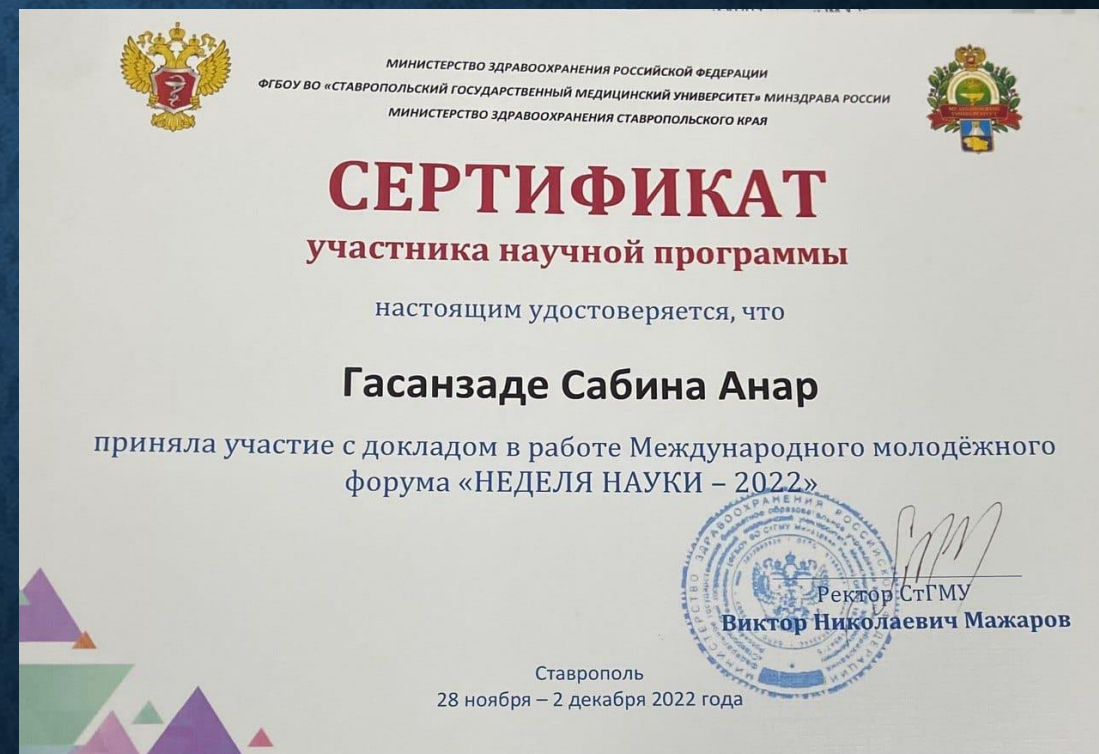 МИНИСТЕРСТВО ЗДРАВООХРАНЕНИЯ РОССИЙСКОЙ ФЕДЕРАЦИИ
ФГБОУ ВО «СТАВРОПОЛЬСКИЙ ГОСУДАРСТВЕННЫЙ МЕДИЦИНСКИЙ УНИВЕРСИТЕТ» МИНЗДРАВА РОССИИ
МИНИСТЕРСТВО ЗДРАВООХРАНЕНИЯ СТАВРОПОЛЬСКОГО КРАЯ
СЕРТИФИКАТ
участника научной программы
настоящим удостоверяется, что
Гасанзаде Сабина Анар
приняла участие с докладом в работе Международного молодёжного
форума «НЕДЕЛЯ НАУКИ – 2022»
Ректор СтГМУ
Виктор Николаевич Мажаров
Ставрополь
28 ноября – 2 декабря 2022 года